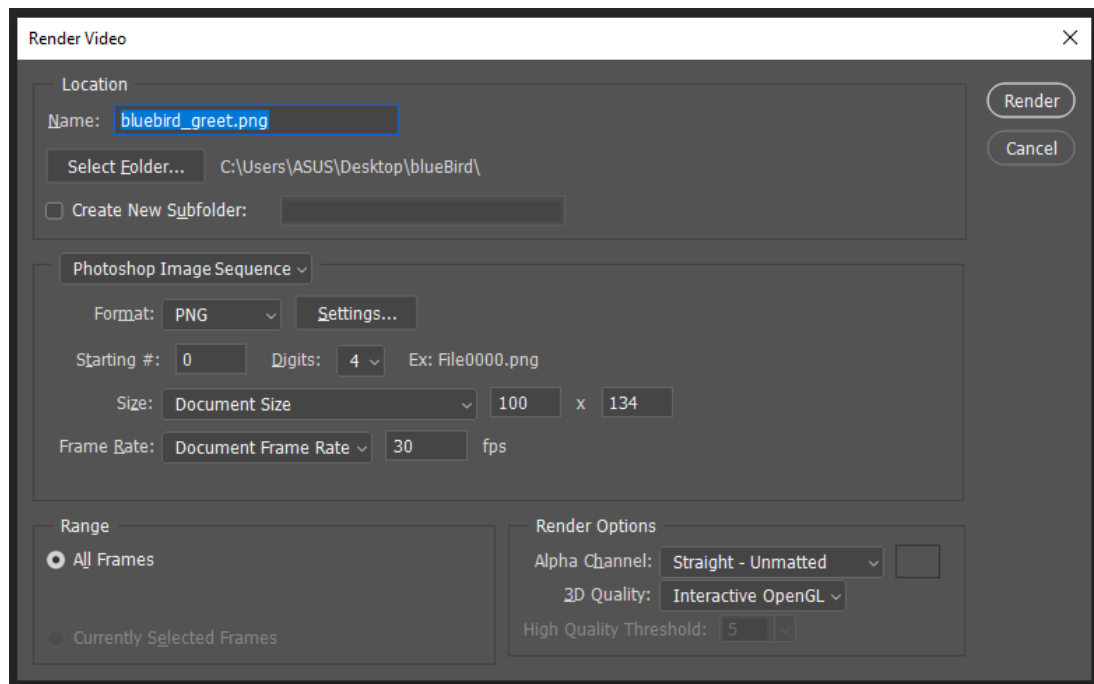 Render Video
Location
Name: bluebird_greet.png
Render
Select Folder... C:\Users\ASUS\Desktop\blueBird\
Cancel
Create New Subfolder:
Photoshop Image Sequence
Format: PNG Settings...
Starting #: 0 Digits: 4 Ex: File0000.png
Size: Document Size 100 x 134
Frame Rate: Document Frame Rate 30 fps
Range
All Frames
Currently Selected Frames
Render Options
Alpha Channel: Straight - Unmatted
3D Quality: Interactive OpenGL
High Quality Threshold: 5